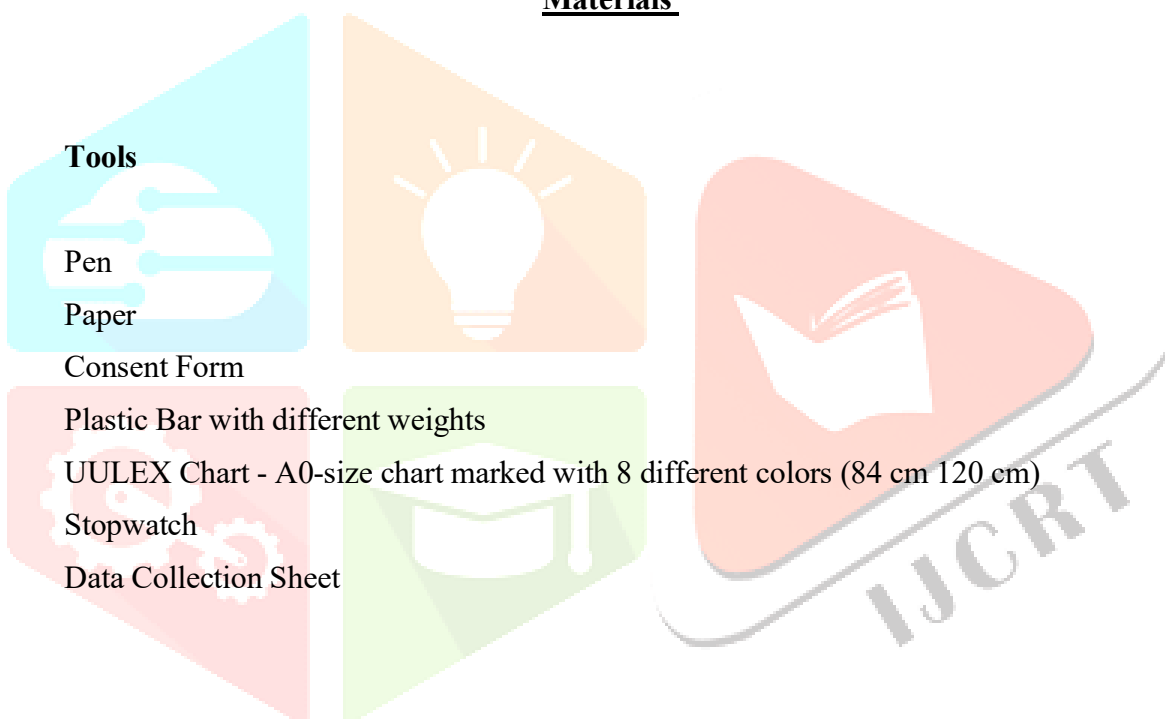 Materials
Tools
Pen
Paper
Consent Form
Plastic Bar with different weights
UULEX Chart - A0-size chart marked with 8 different colors (84 cm 120 cm)
Stopwatch
Data Collection Sheet
IJCRT